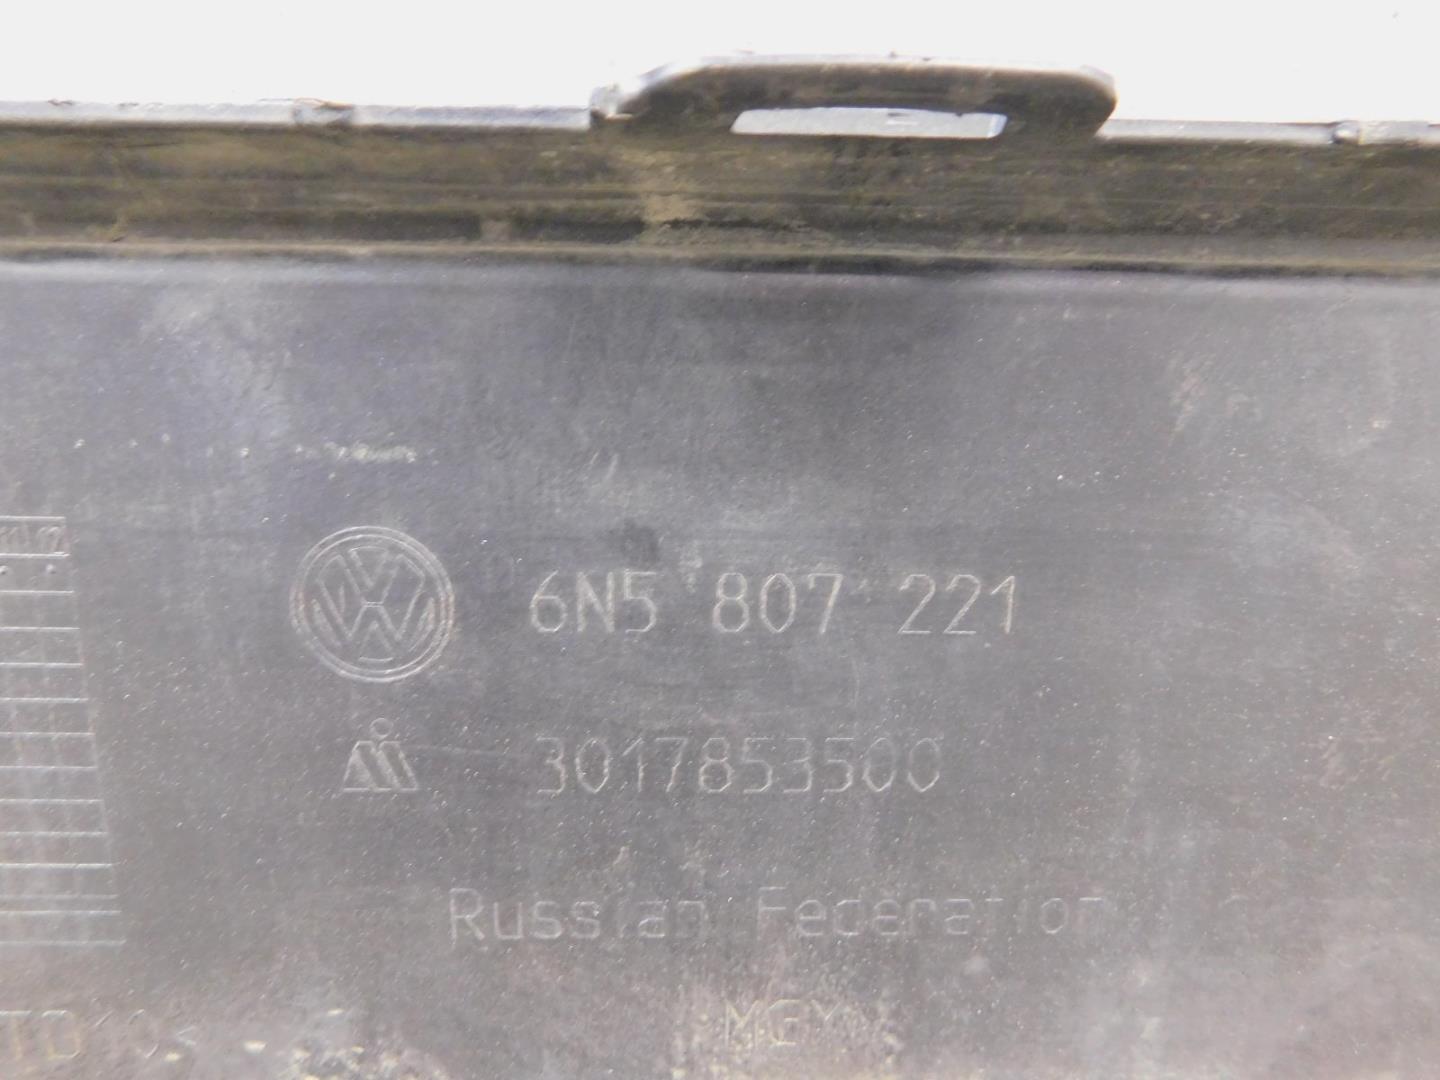 6N5 807 221
3017853500
Russian Federation